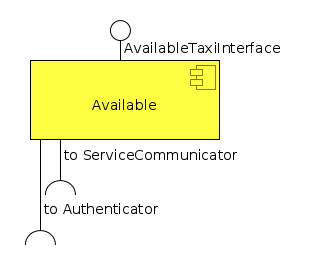 AvailableTaxiInterface
Available
to ServiceCommunicator
to Authenticator